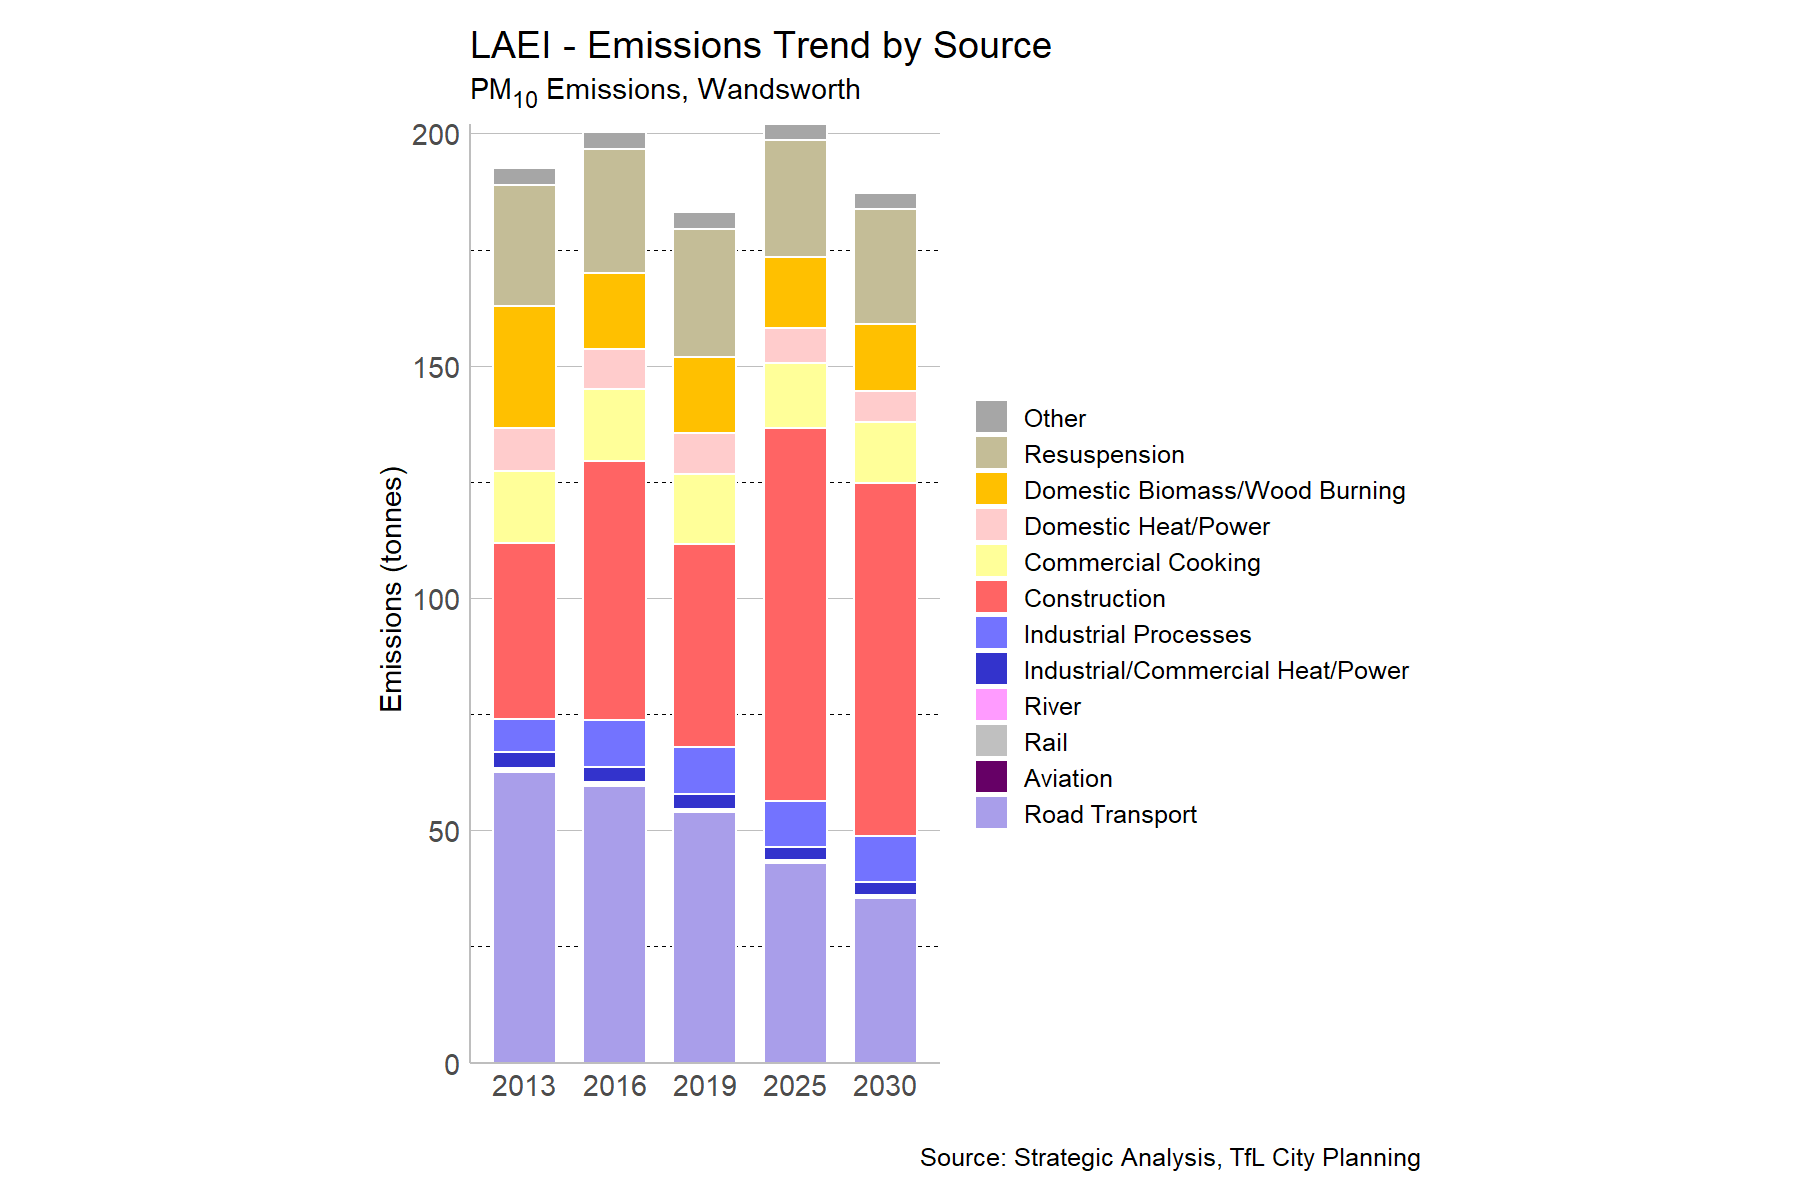 LAEI - Emissions Trend by Source
PM10 Emissions, Wandsworth
Emissions (tonnes)
200
150
100
50
0
2013 2016 2019 2025 2030
Other
Resuspension
Domestic Biomass/Wood Burning
Domestic Heat/Power
Commercial Cooking
Construction
Industrial Processes
Industrial/Commercial Heat/Power
River
Rail
Aviation
Road Transport
Source: Strategic Analysis, TfL City Planning